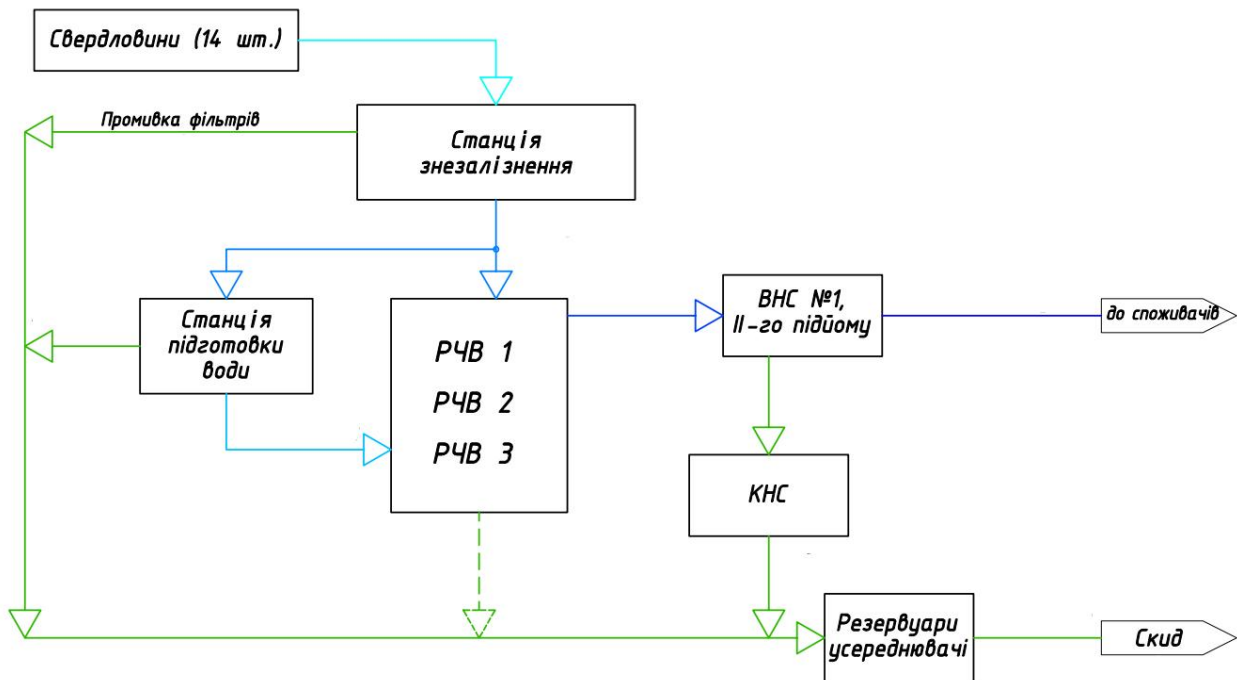 Свердловини (14 шт.)
Промивка фільтрів
Станція
знезалізнення
Станція
підготовки
води
РЧВ 1
РЧВ 2
РЧВ 3
ВНС №1,
ІІ-го підйому
до споживачів
КНС
Резервуари
усереднювачі
Скид